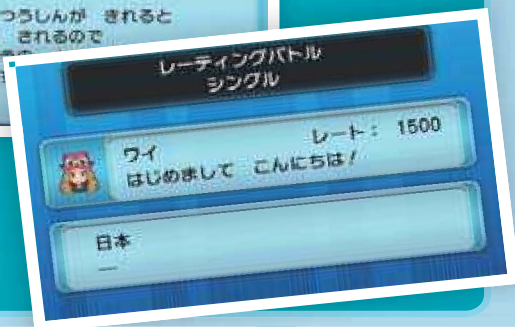 つうしんが きれると
きれるので
レーティングバトル
シングル
ワイ
レート: 1500
はじめまして こんにちは!
日本
—